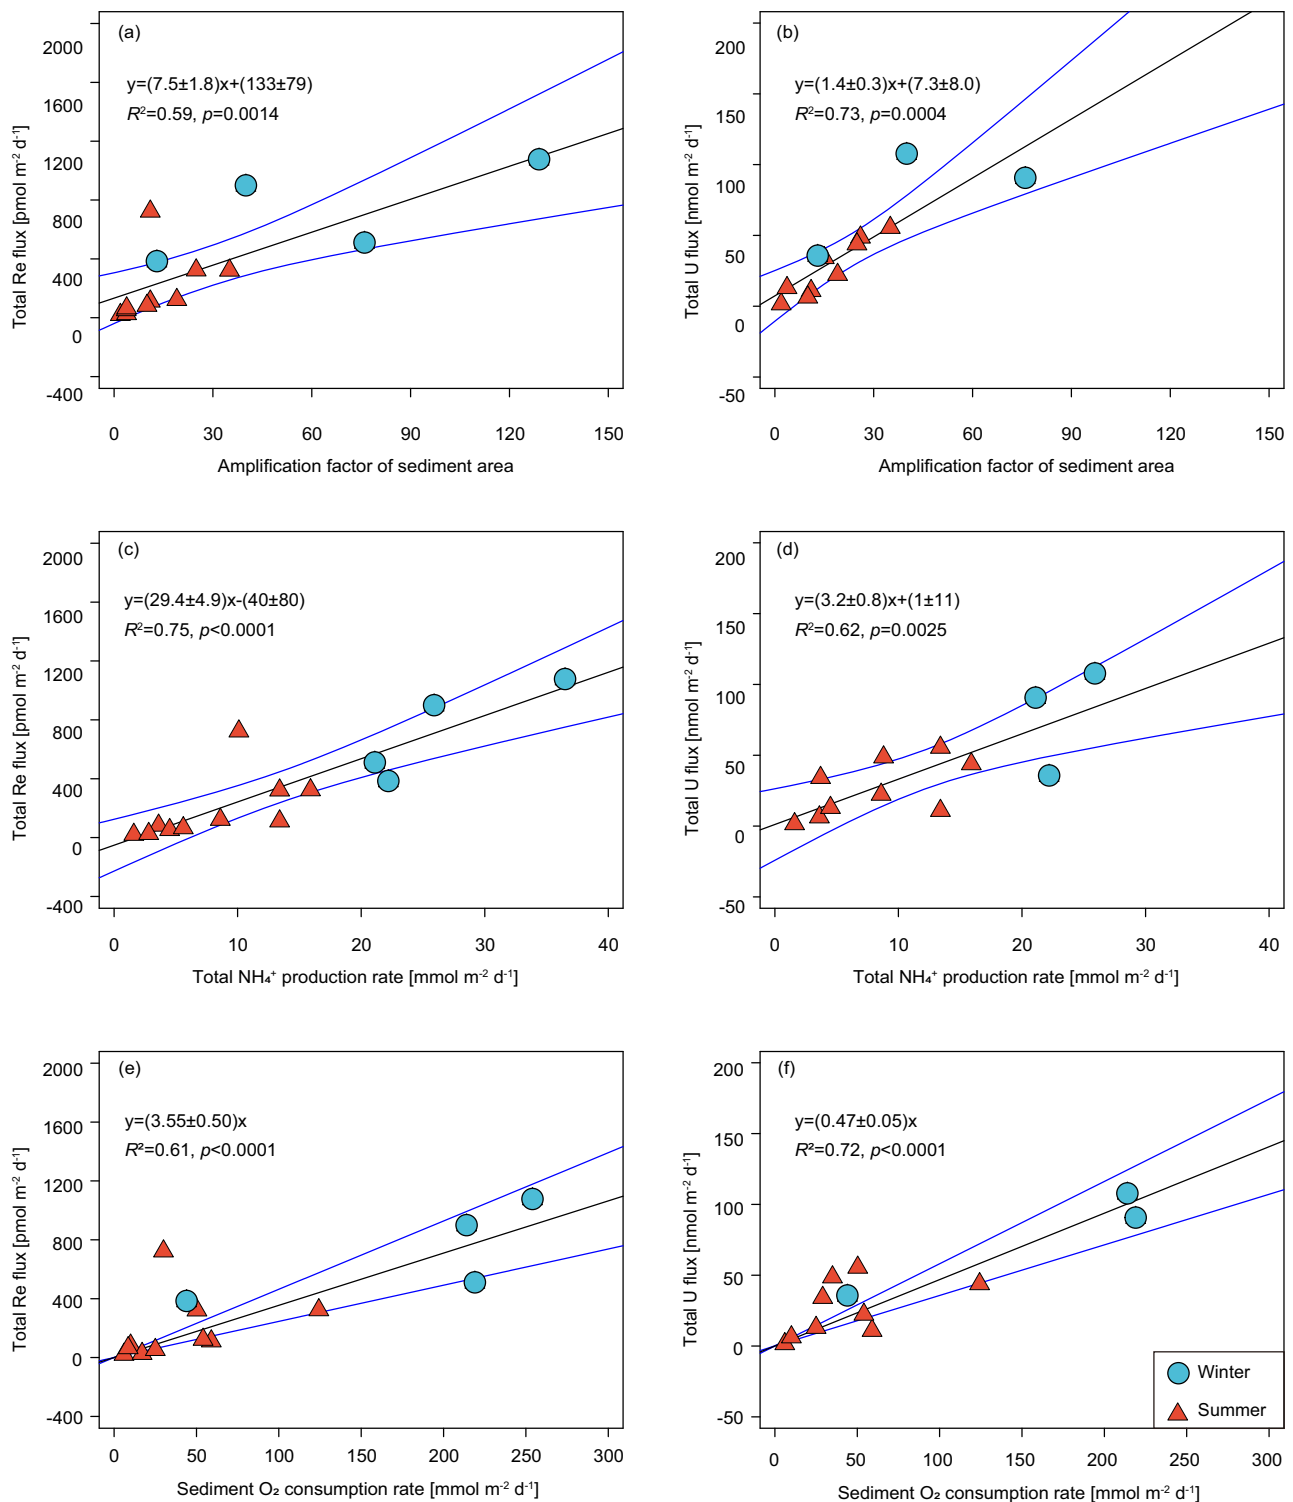 (a)
y=(7.5±1.8)x+(133±79)
R²=0.59, p=0.0014
2000
1600
1200
800
400
0
-400
Total Re flux [pmol m⁻² d⁻¹]
0 30 60 90 120 150
Amplification factor of sediment area
(b)
y=(1.4±0.3)x+(7.3±8.0)
R²=0.73, p=0.0004
200
150
100
50
0
-50
Total U flux [nmol m⁻² d⁻¹]
0 30 60 90 120 150
Amplification factor of sediment area
(c)
y=(29.4±4.9)x-(40±80)
R²=0.75, p<0.0001
2000
1600
1200
800
400
0
-400
Total Re flux [pmol m⁻² d⁻¹]
0 10 20 30 40
Total NH₄⁺ production rate [mmol m⁻² d⁻¹]
(d)
y=(3.2±0.8)x+(1±11)
R²=0.62, p=0.0025
200
150
100
50
0
-50
Total U flux [nmol m⁻² d⁻¹]
0 10 20 30 40
Total NH₄⁺ production rate [mmol m⁻² d⁻¹]
(e)
y=(3.55±0.50)x
R²=0.61, p<0.0001
2000
1600
1200
800
400
0
-400
Total Re flux [pmol m⁻² d⁻¹]
0 50 100 150 200 250 300
Sediment O₂ consumption rate [mmol m⁻² d⁻¹]
(f)
y=(0.47±0.05)x
R²=0.72, p<0.0001
200
150
100
50
0
-50
Total U flux [nmol m⁻² d⁻¹]
Winter
Summer
0 50 100 150 200 250 300
Sediment O₂ consumption rate [mmol m⁻² d⁻¹]